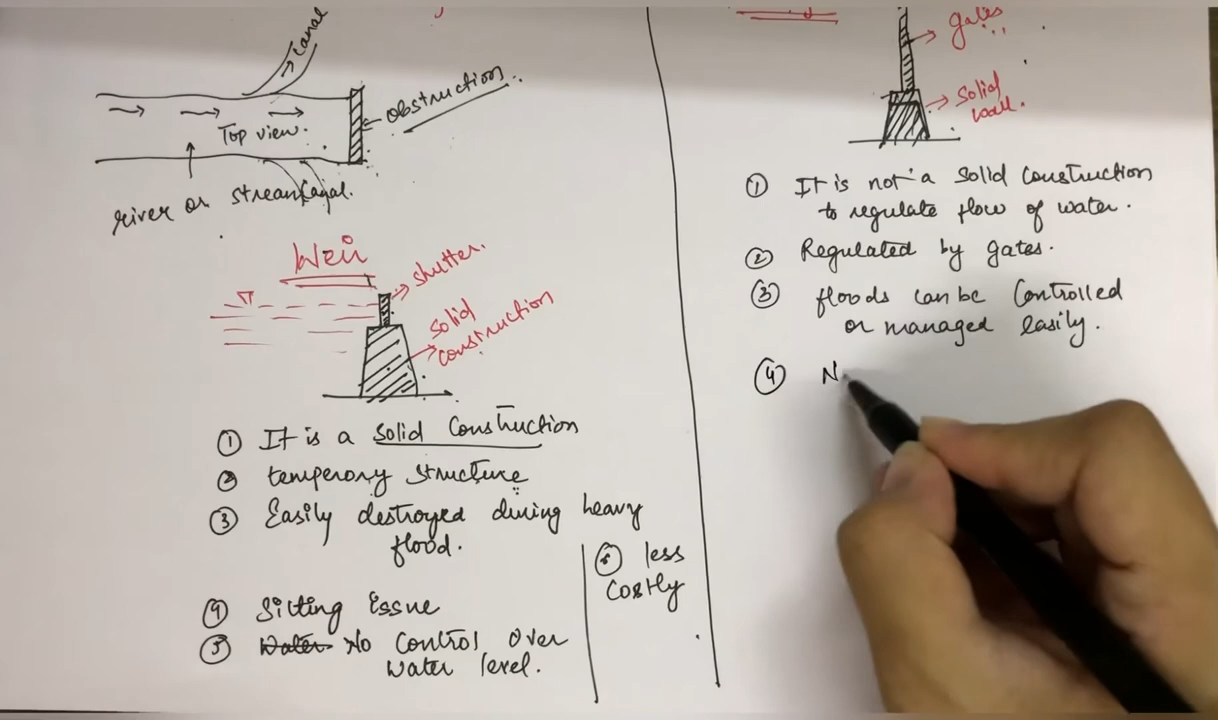 canal
obstruction
Top view.
river or stream
canal.
Weir
shutter.
solid
construction
① It is a solid Construction
② temperory structure
③ Easily destroyed during heavy
flood.
④ Silting Issue
⑤ Water No Control over
water level.
⑥ less
costly
gates
solid
wall.
① It is not a solid construction
to regulate flow of water.
② Regulated by gates.
③ floods can be Controlled
or managed easily.
④ N